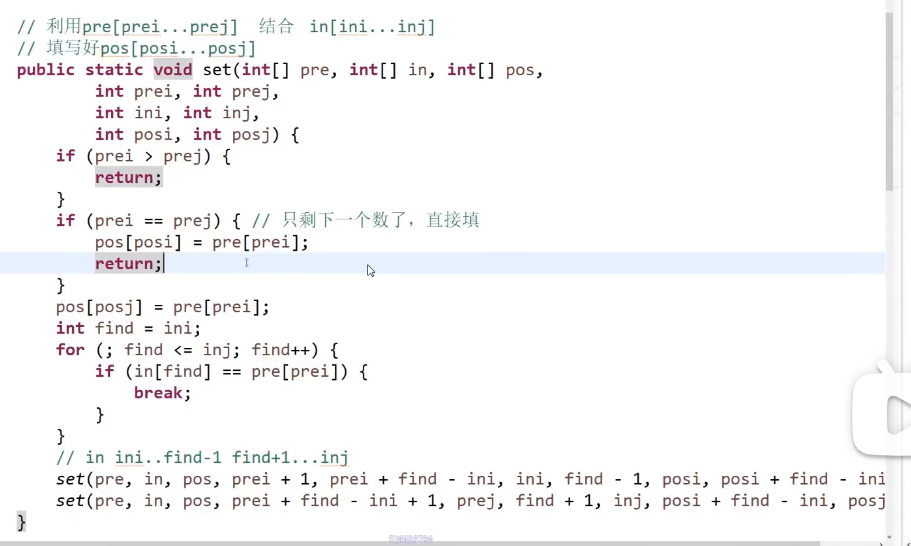 // 利用pre[prei...prej]  结合  in[ini...inj]
// 填写好pos[posi...posj]
public static void set(int[] pre, int[] in, int[] pos,
        int prei, int prej,
        int ini, int inj,
        int posi, int posj) {
    if (prei > prej) {
        return;
    }
    if (prei == prej) { // 只剩下一个数了，直接填
        pos[posi] = pre[prei];
        return;
    }
    pos[posj] = pre[prei];
    int find = ini;
    for (; find <= inj; find++) {
        if (in[find] == pre[prei]) {
            break;
        }
    }
    // in ini..find-1 find+1...inj
    set(pre, in, pos, prei + 1, prei + find - ini, ini, find - 1, posi, posi + find - ini
    set(pre, in, pos, prei + find - ini + 1, prej, find + 1, inj, posi + find - ini, posj
}